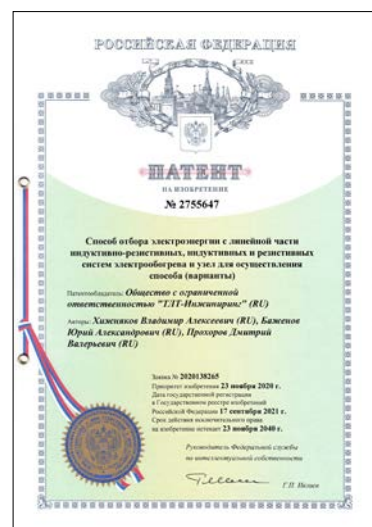 РОССИЙСКАЯ ФЕДЕРАЦИЯ
ПАТЕНТ
НА ИЗОБРЕТЕНИЕ
№ 2755647
Способ отбора электроэнергии с линейной части
индуктивно-резистивных, индуктивных и резистивных
систем электрообогрева и узел для осуществления
способа (варианты)
Патентообладатель: Общество с ограниченной
ответственностью "ТЛТ-Инжиниринг" (RU)
Авторы: Хижняков Владимир Алексеевич (RU), Баженов
Юрий Александрович (RU), Прохоров Дмитрий
Валерьевич (RU)
Заявка № 2020138265
Приоритет изобретения 23 ноября 2020 г.
Дата государственной регистрации
в Государственном реестре изобретений
Российской Федерации 17 сентября 2021 г.
Срок действия исключительного права
на изобретение истекает 23 ноября 2040 г.
Руководитель Федеральной службы
по интеллектуальной собственности
Г.П. Ивлиев